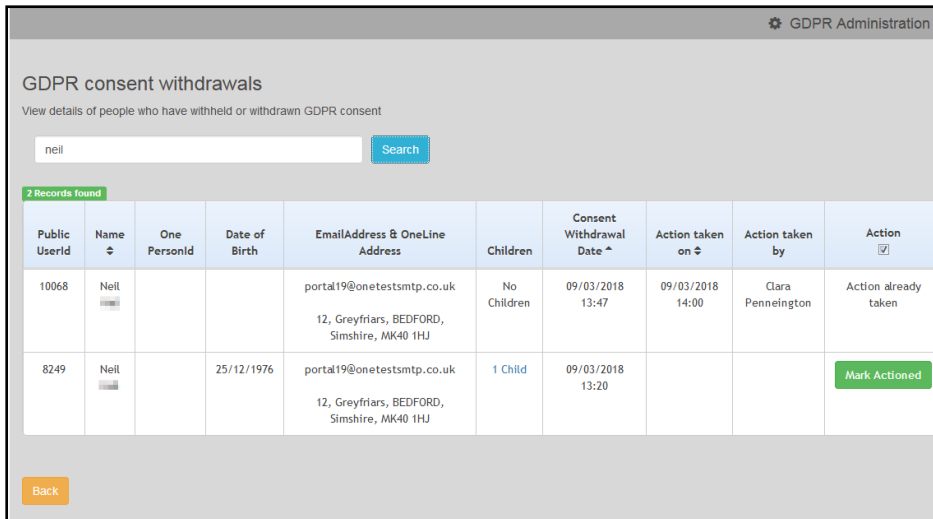 GDPR Administration
GDPR consent withdrawals
View details of people who have withheld or withdrawn GDPR consent
neil
Search
2 Records found
Public UserId Name One PersonId Date of Birth EmailAddress & OneLine Address Children Consent Withdrawal Date Action taken on Action taken by Action
10068 Neil portal19@onetestsmtp.co.uk No Children 09/03/2018 13:47 09/03/2018 14:00 Clara Penneington Action already taken
12, Greyfriars, BEDFORD, Simshire, MK40 1HJ
8249 Neil 25/12/1976 portal19@onetestsmtp.co.uk 1 Child 09/03/2018 13:20 Mark Actioned
12, Greyfriars, BEDFORD, Simshire, MK40 1HJ
Back